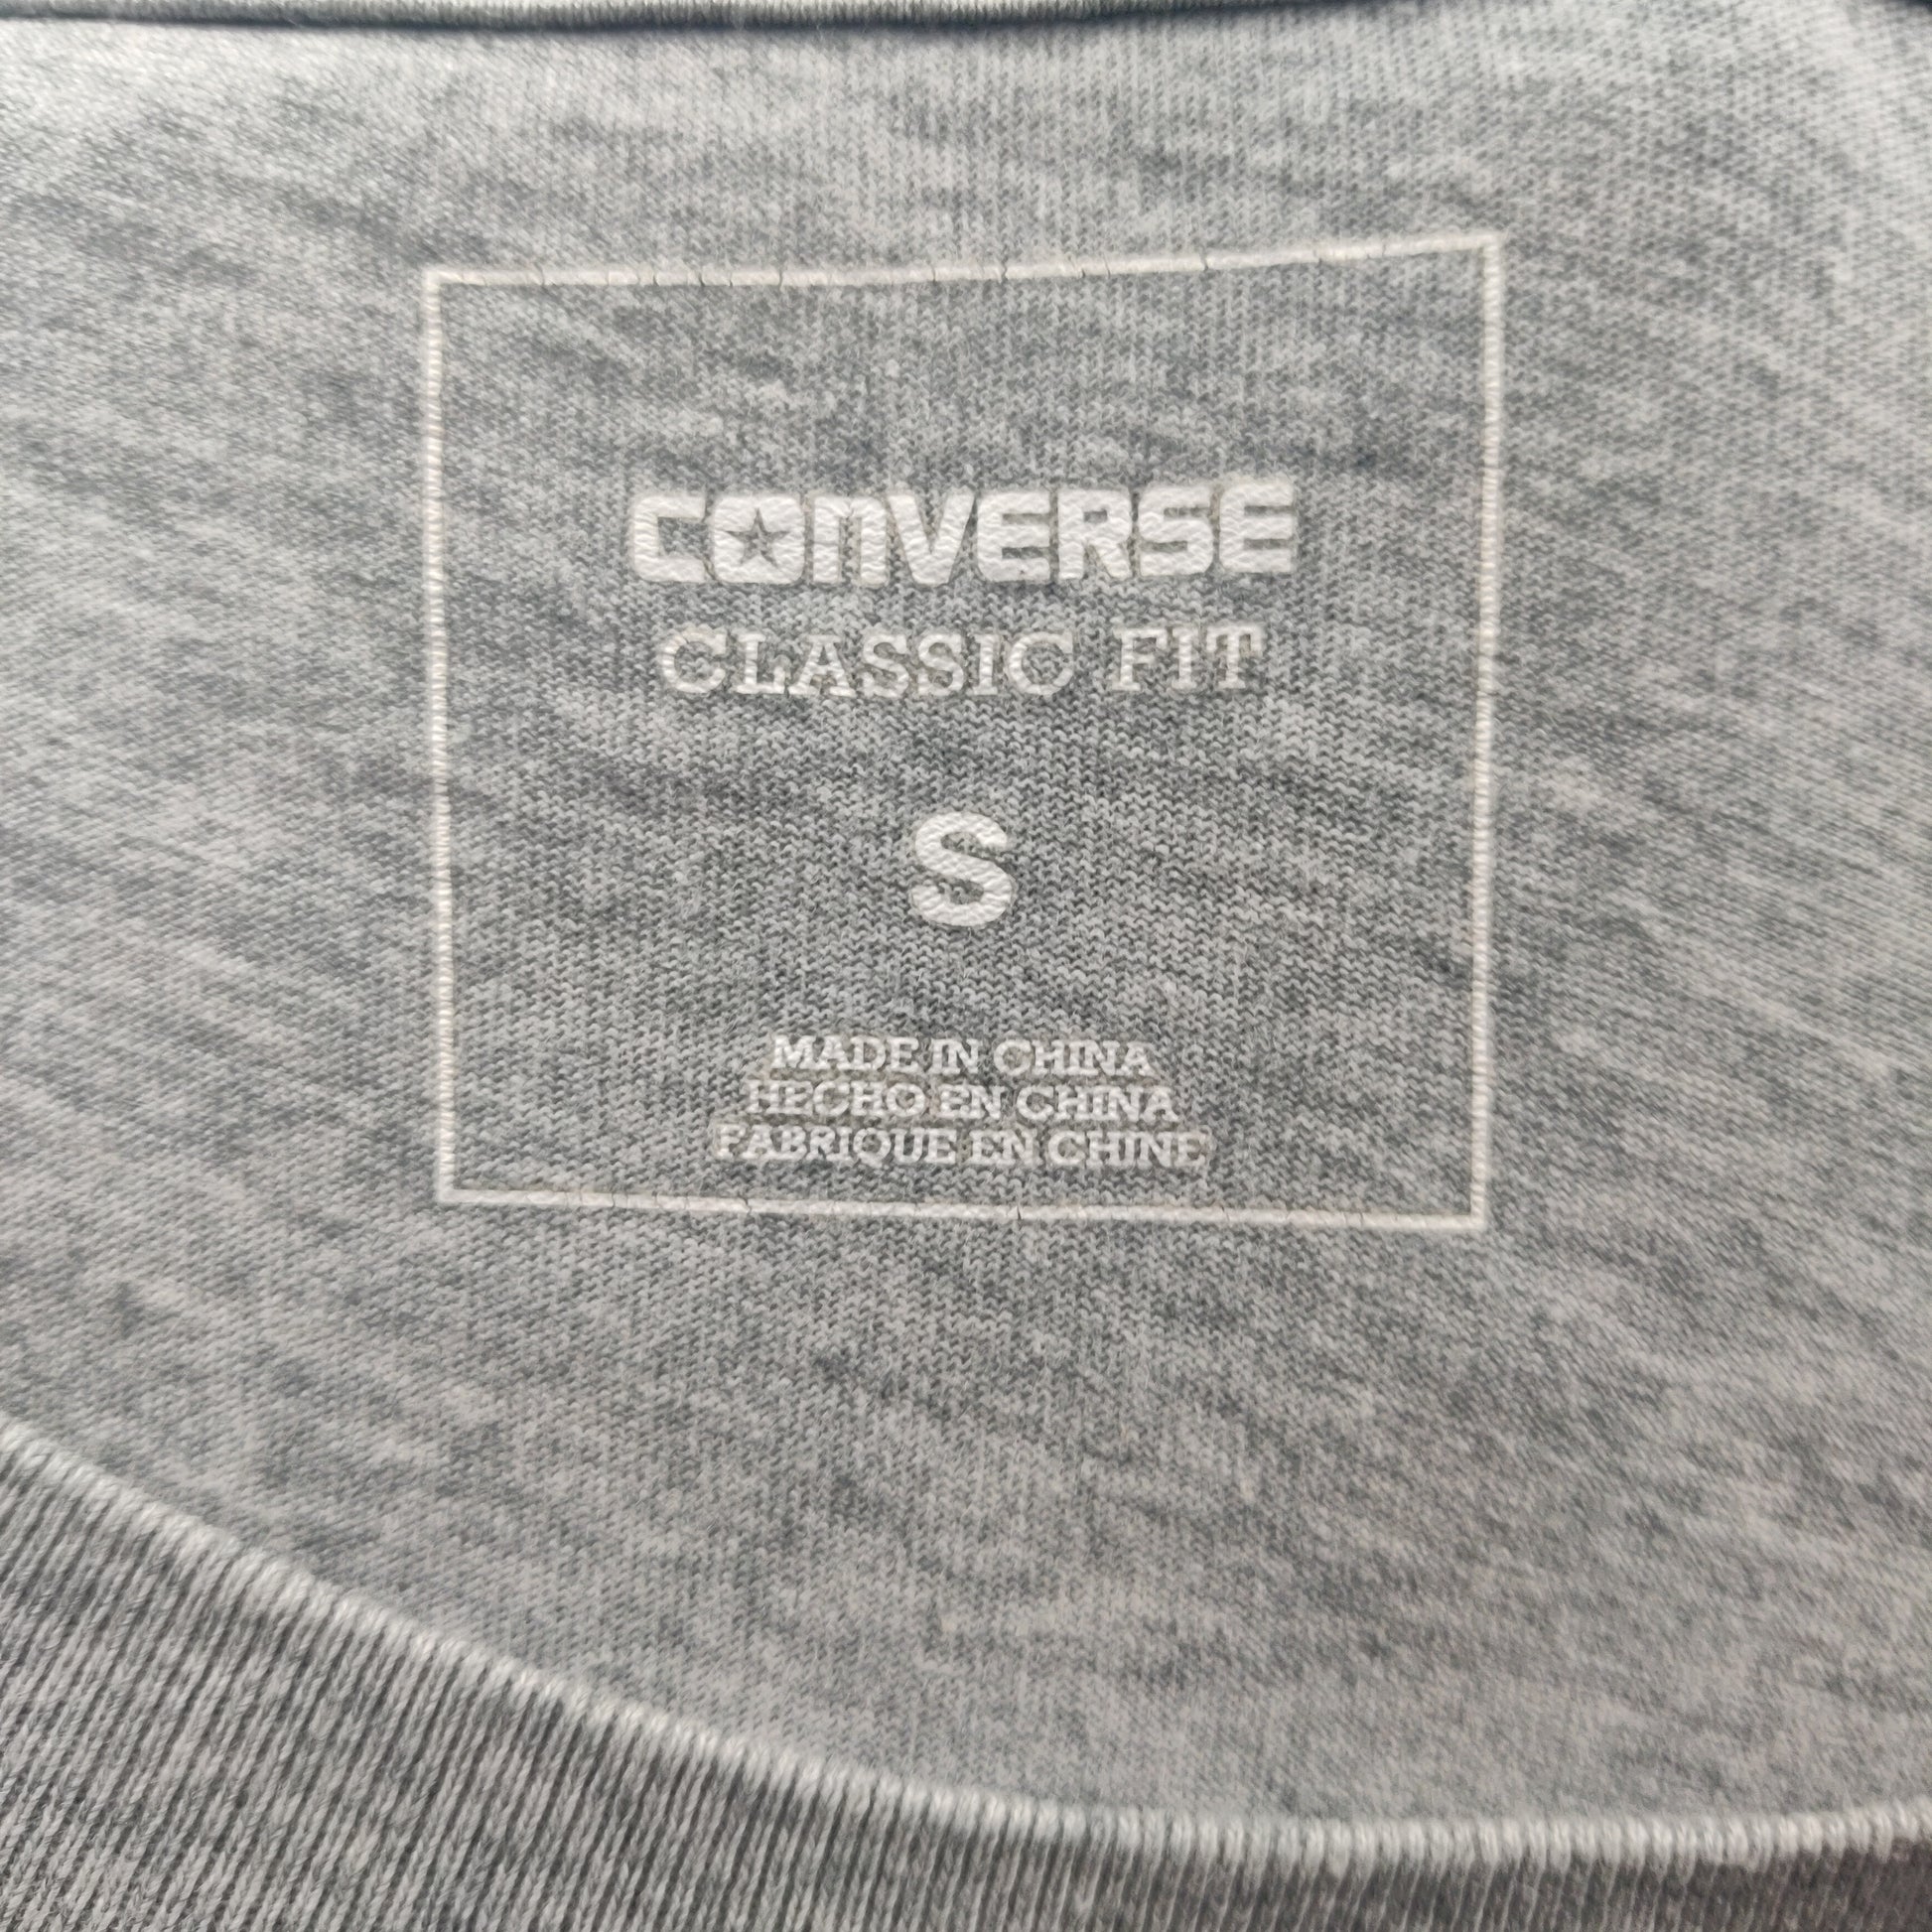 CONVERSE
CLASSIC FIT
S
MADE IN CHINA
HECHO EN CHINA
FABRIQUE EN CHINE